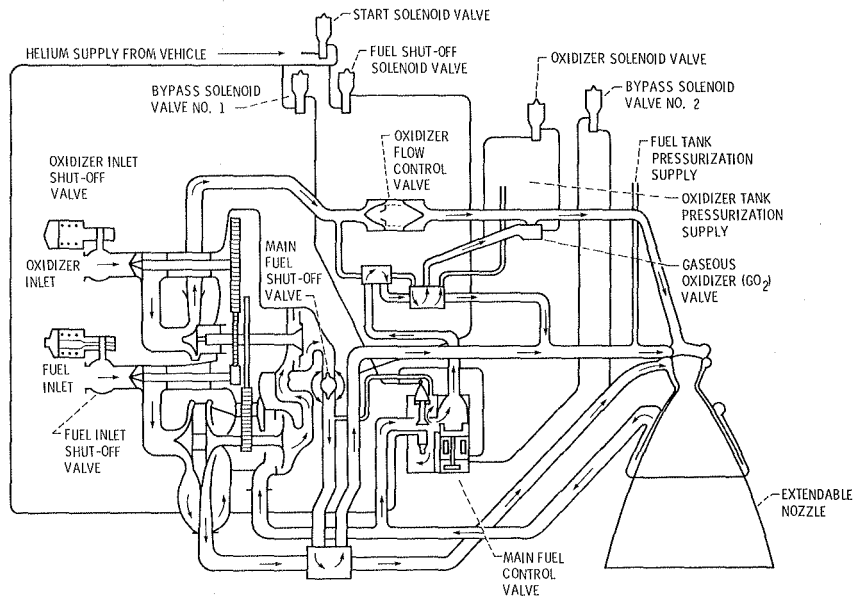 START SOLENOID VALVE
HELIUM SUPPLY FROM VEHICLE
FUEL SHUT-OFF
SOLENOID VALVE
OXIDIZER SOLENOID VALVE
BYPASS SOLENOID
VALVE NO. 1
BYPASS SOLENOID
VALVE NO. 2
OXIDIZER
FLOW
CONTROL
VALVE
FUEL TANK
PRESSURIZATION
SUPPLY
OXIDIZER INLET
SHUT-OFF
VALVE
OXIDIZER TANK
PRESSURIZATION
SUPPLY
MAIN
FUEL
SHUT-OFF
VALVE
OXIDIZER
INLET
GASEOUS
OXIDIZER (GO2)
VALVE
FUEL
INLET
FUEL INLET
SHUT-OFF
VALVE
EXTENDABLE
NOZZLE
MAIN FUEL
CONTROL
VALVE